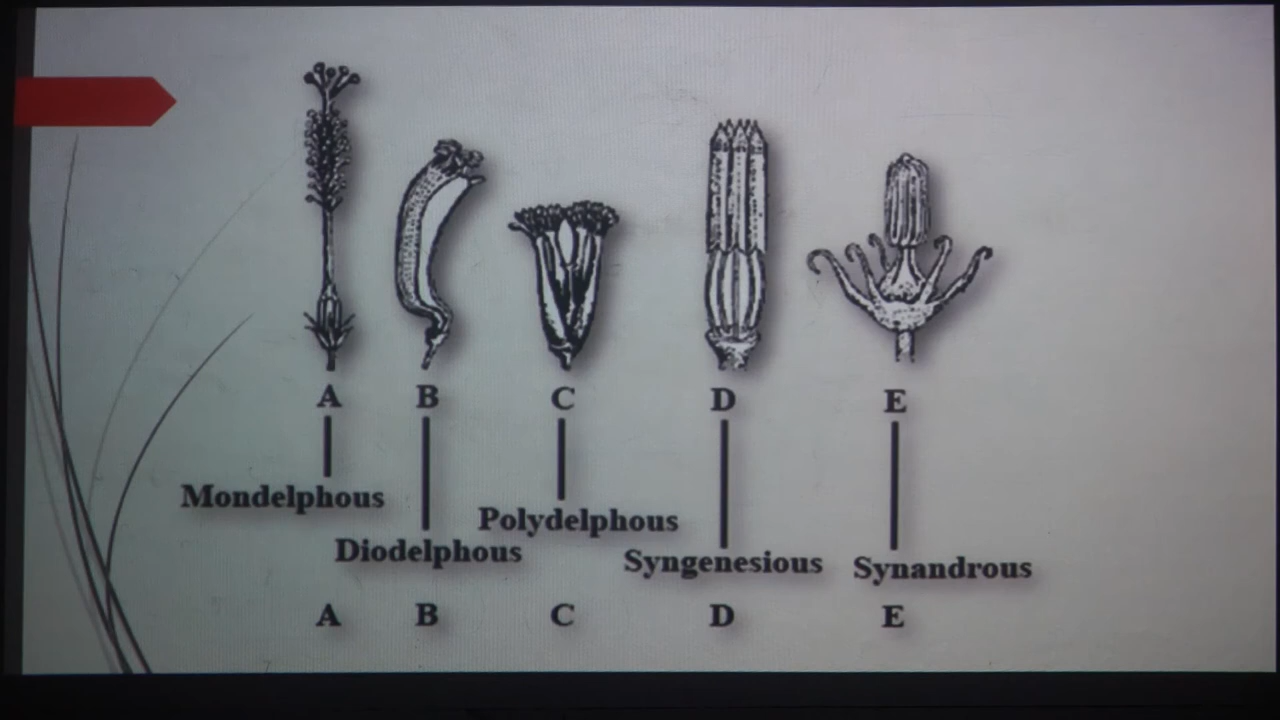 A B C D E
Mondelphous
Polydelphous
Diodelphous
Syngenesious
Synandrous
A B C D E